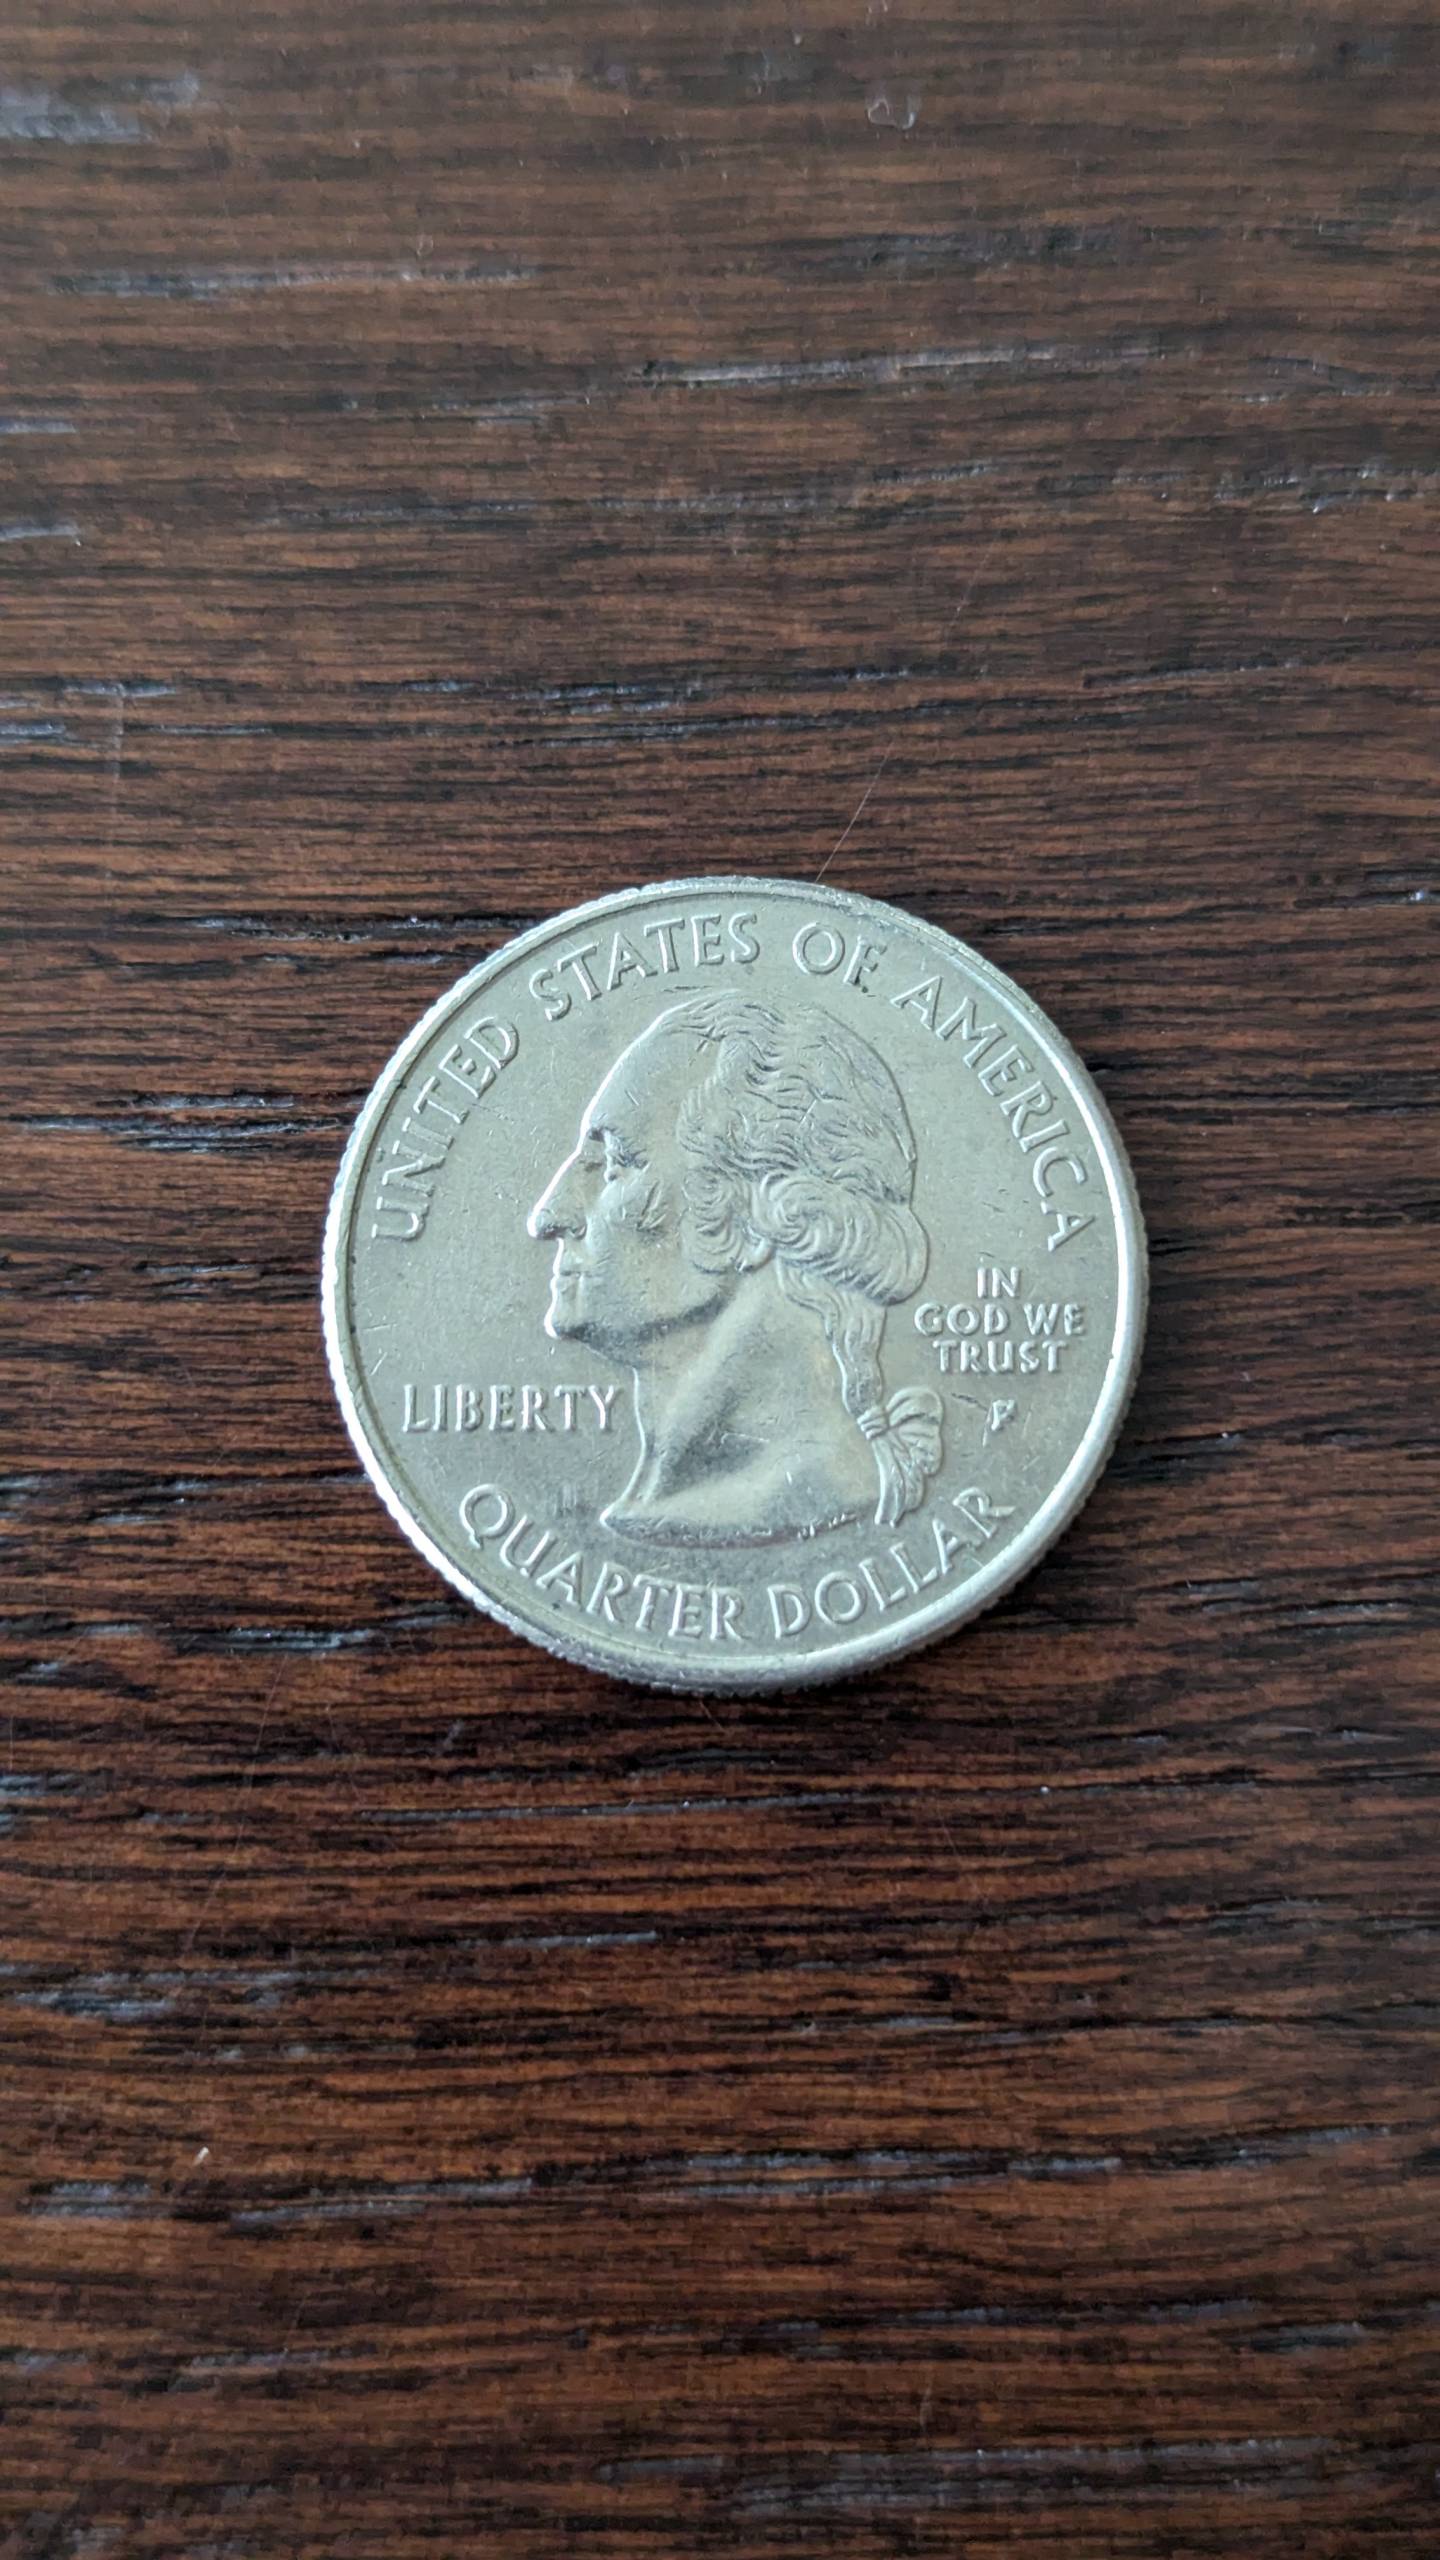 UNITED STATES OF AMERICA
LIBERTY
IN
GOD WE
TRUST
P
QUARTER DOLLAR